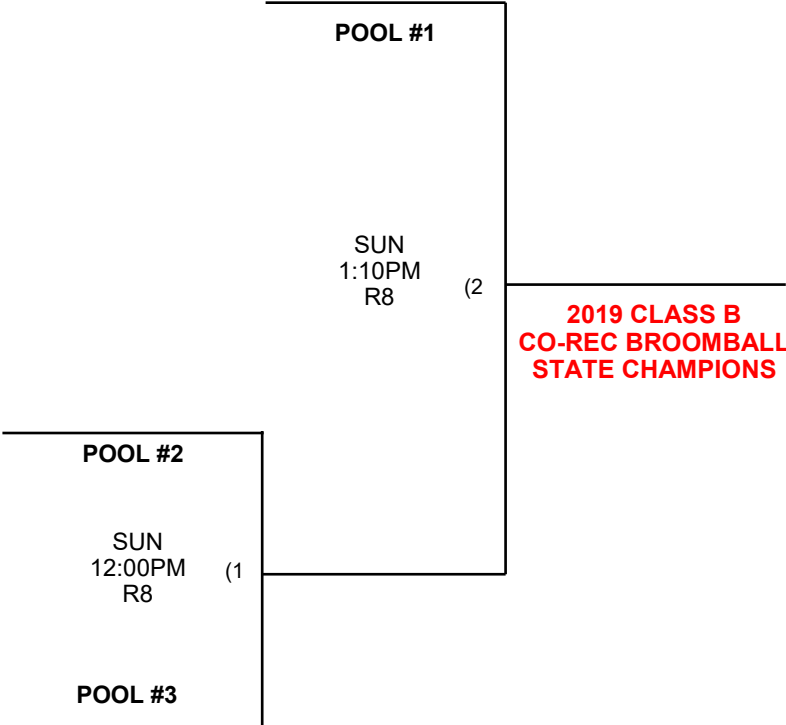 POOL #1
SUN
1:10PM
R8
(2
2019 CLASS B
CO-REC BROOMBALL
STATE CHAMPIONS
POOL #2
SUN
12:00PM
R8
(1
POOL #3